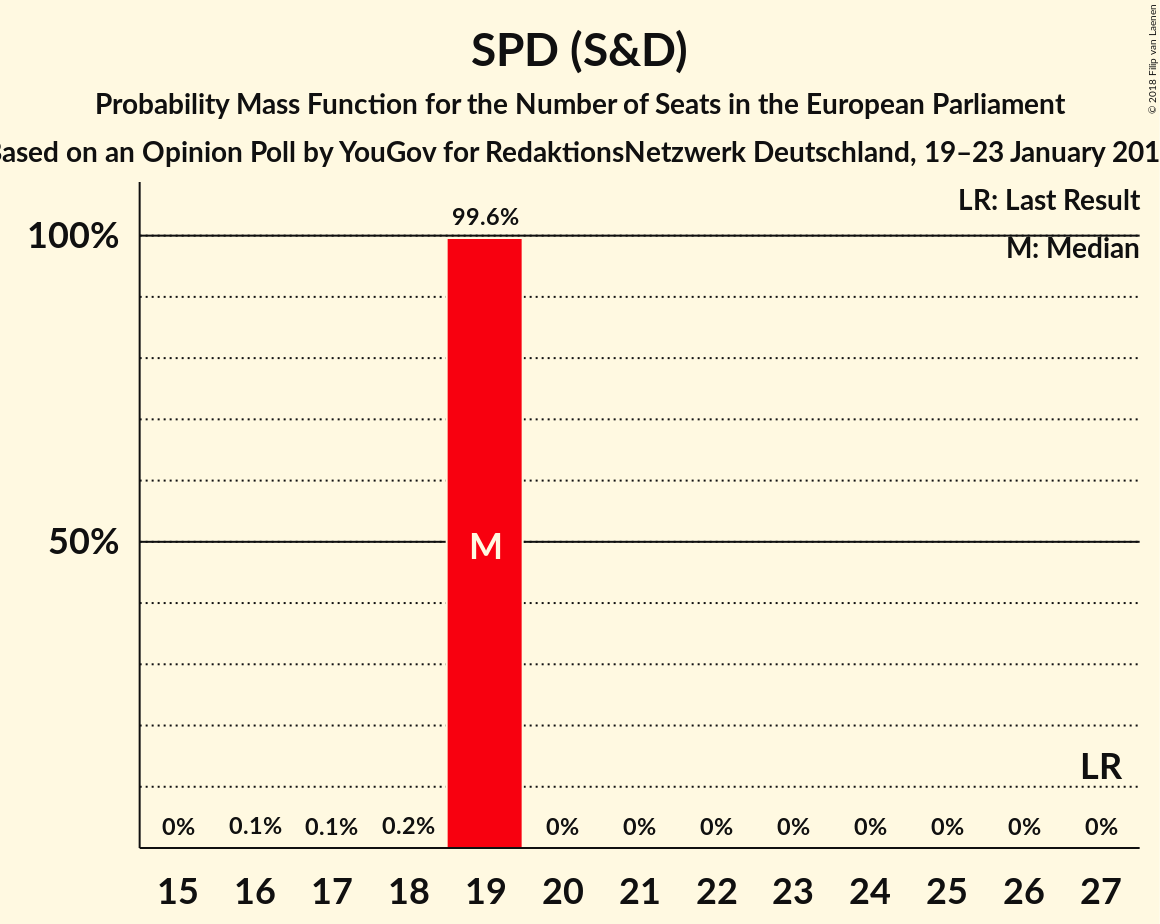 SPD (S&D)
Probability Mass Function for the Number of Seats in the European Parliament
Based on an Opinion Poll by YouGov for RedaktionsNetzwerk Deutschland, 19–23 January 201
© 2018 Filip van Laenen
LR: Last Result
M: Median
99.6%
100%
50%
M
LR
0% 0.1% 0.1% 0.2% 0% 0% 0% 0% 0% 0% 0% 0%
15 16 17 18 19 20 21 22 23 24 25 26 27